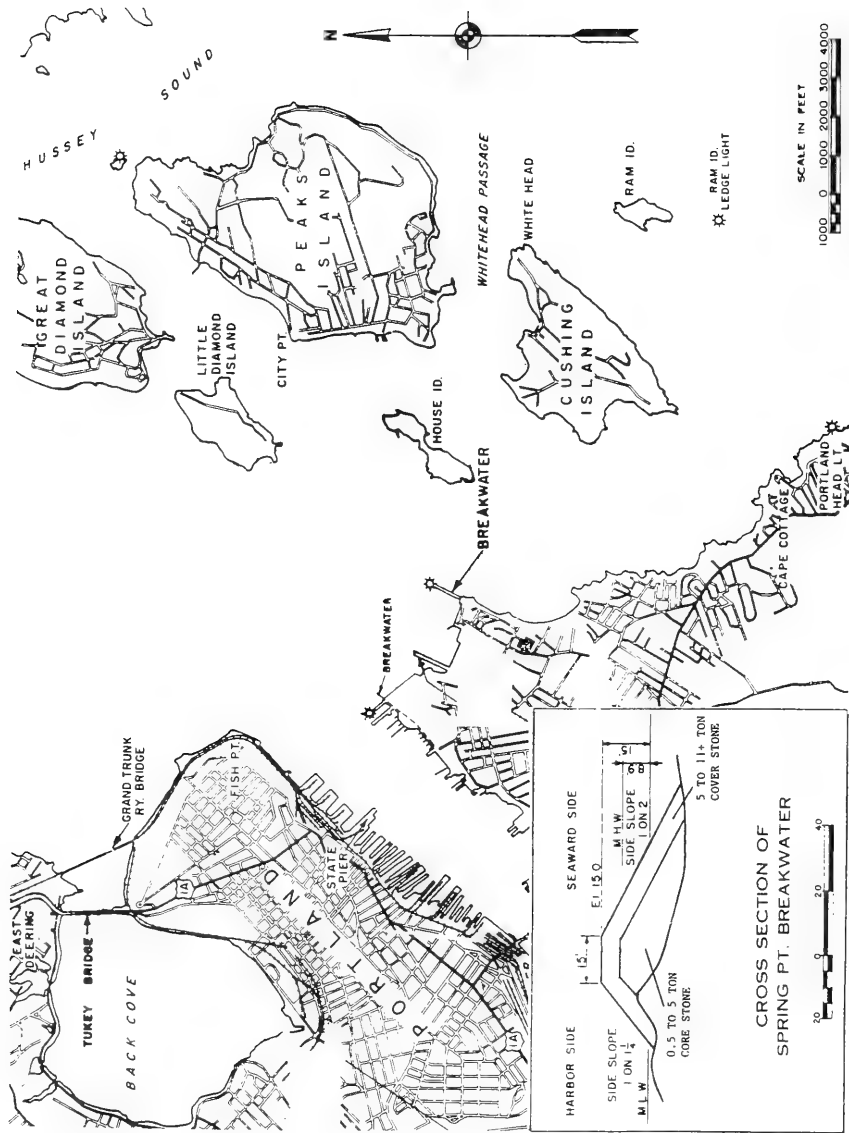 HUSSEY
SOUND
N
GREAT
DIAMOND
ISLAND
LITTLE
DIAMOND
ISLAND
CITY PT.
PEAKS
ISLAND
WHITEHEAD PASSAGE
WHITE HEAD
RAM ID.
RAM ID.
LEDGE LIGHT
HOUSE ID.
CUSHING
ISLAND
BREAKWATER
BREAKWATER
CAPE COTTAGE
PORTLAND
HEAD LT.
GRAND TRUNK
RY. BRIDGE
EAST
DEERING
TUKEY BRIDGE
BACK COVE
FISH PT.
1A
STATE
PIER
PORTLAND
1A
SCALE IN FEET
1000 0 1000 2000 3000 4000
HARBOR SIDE
SEAWARD SIDE
15'
El. 15.0
15'
8.9'
SIDE SLOPE
1 ON 1¼
MHW
SIDE SLOPE
1 ON 2
MLW
0.5 TO 5 TON
CORE STONE
5 TO 11+ TON
COVER STONE
CROSS SECTION OF
SPRING PT. BREAKWATER
20 0 20 40